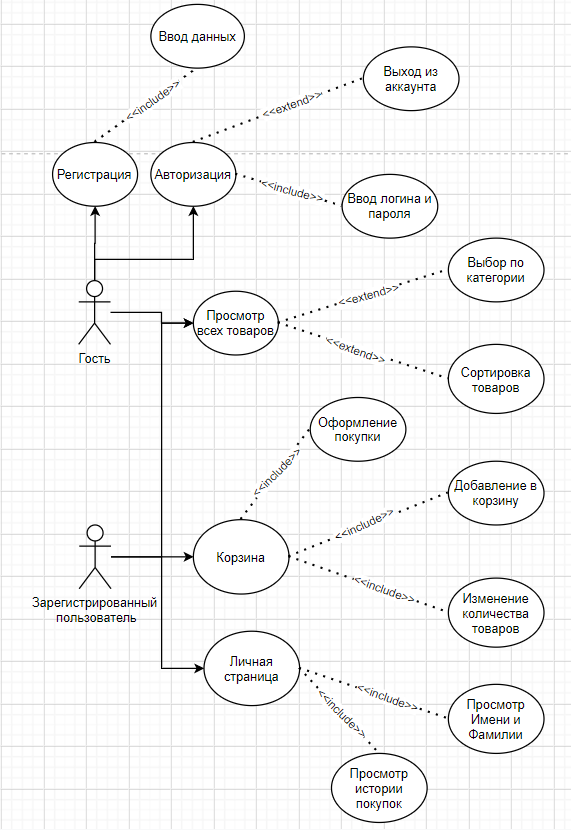 Ввод данных
<<include>>
Выход из
аккаунта
<<extend>>
Регистрация
Авторизация
<<include>>
Ввод логина и
пароля
Гость
Просмотр
всех товаров
<<extend>>
Выбор по
категории
<<extend>>
Сортировка
товаров
Оформление
покупки
<<include>>
Добавление в
корзину
<<include>>
Корзина
<<include>>
Изменение
количества
товаров
Зарегистрированный
пользователь
Личная
страница
<<include>>
Просмотр
Имени и
Фамилии
<<include>>
Просмотр
истории
покупок